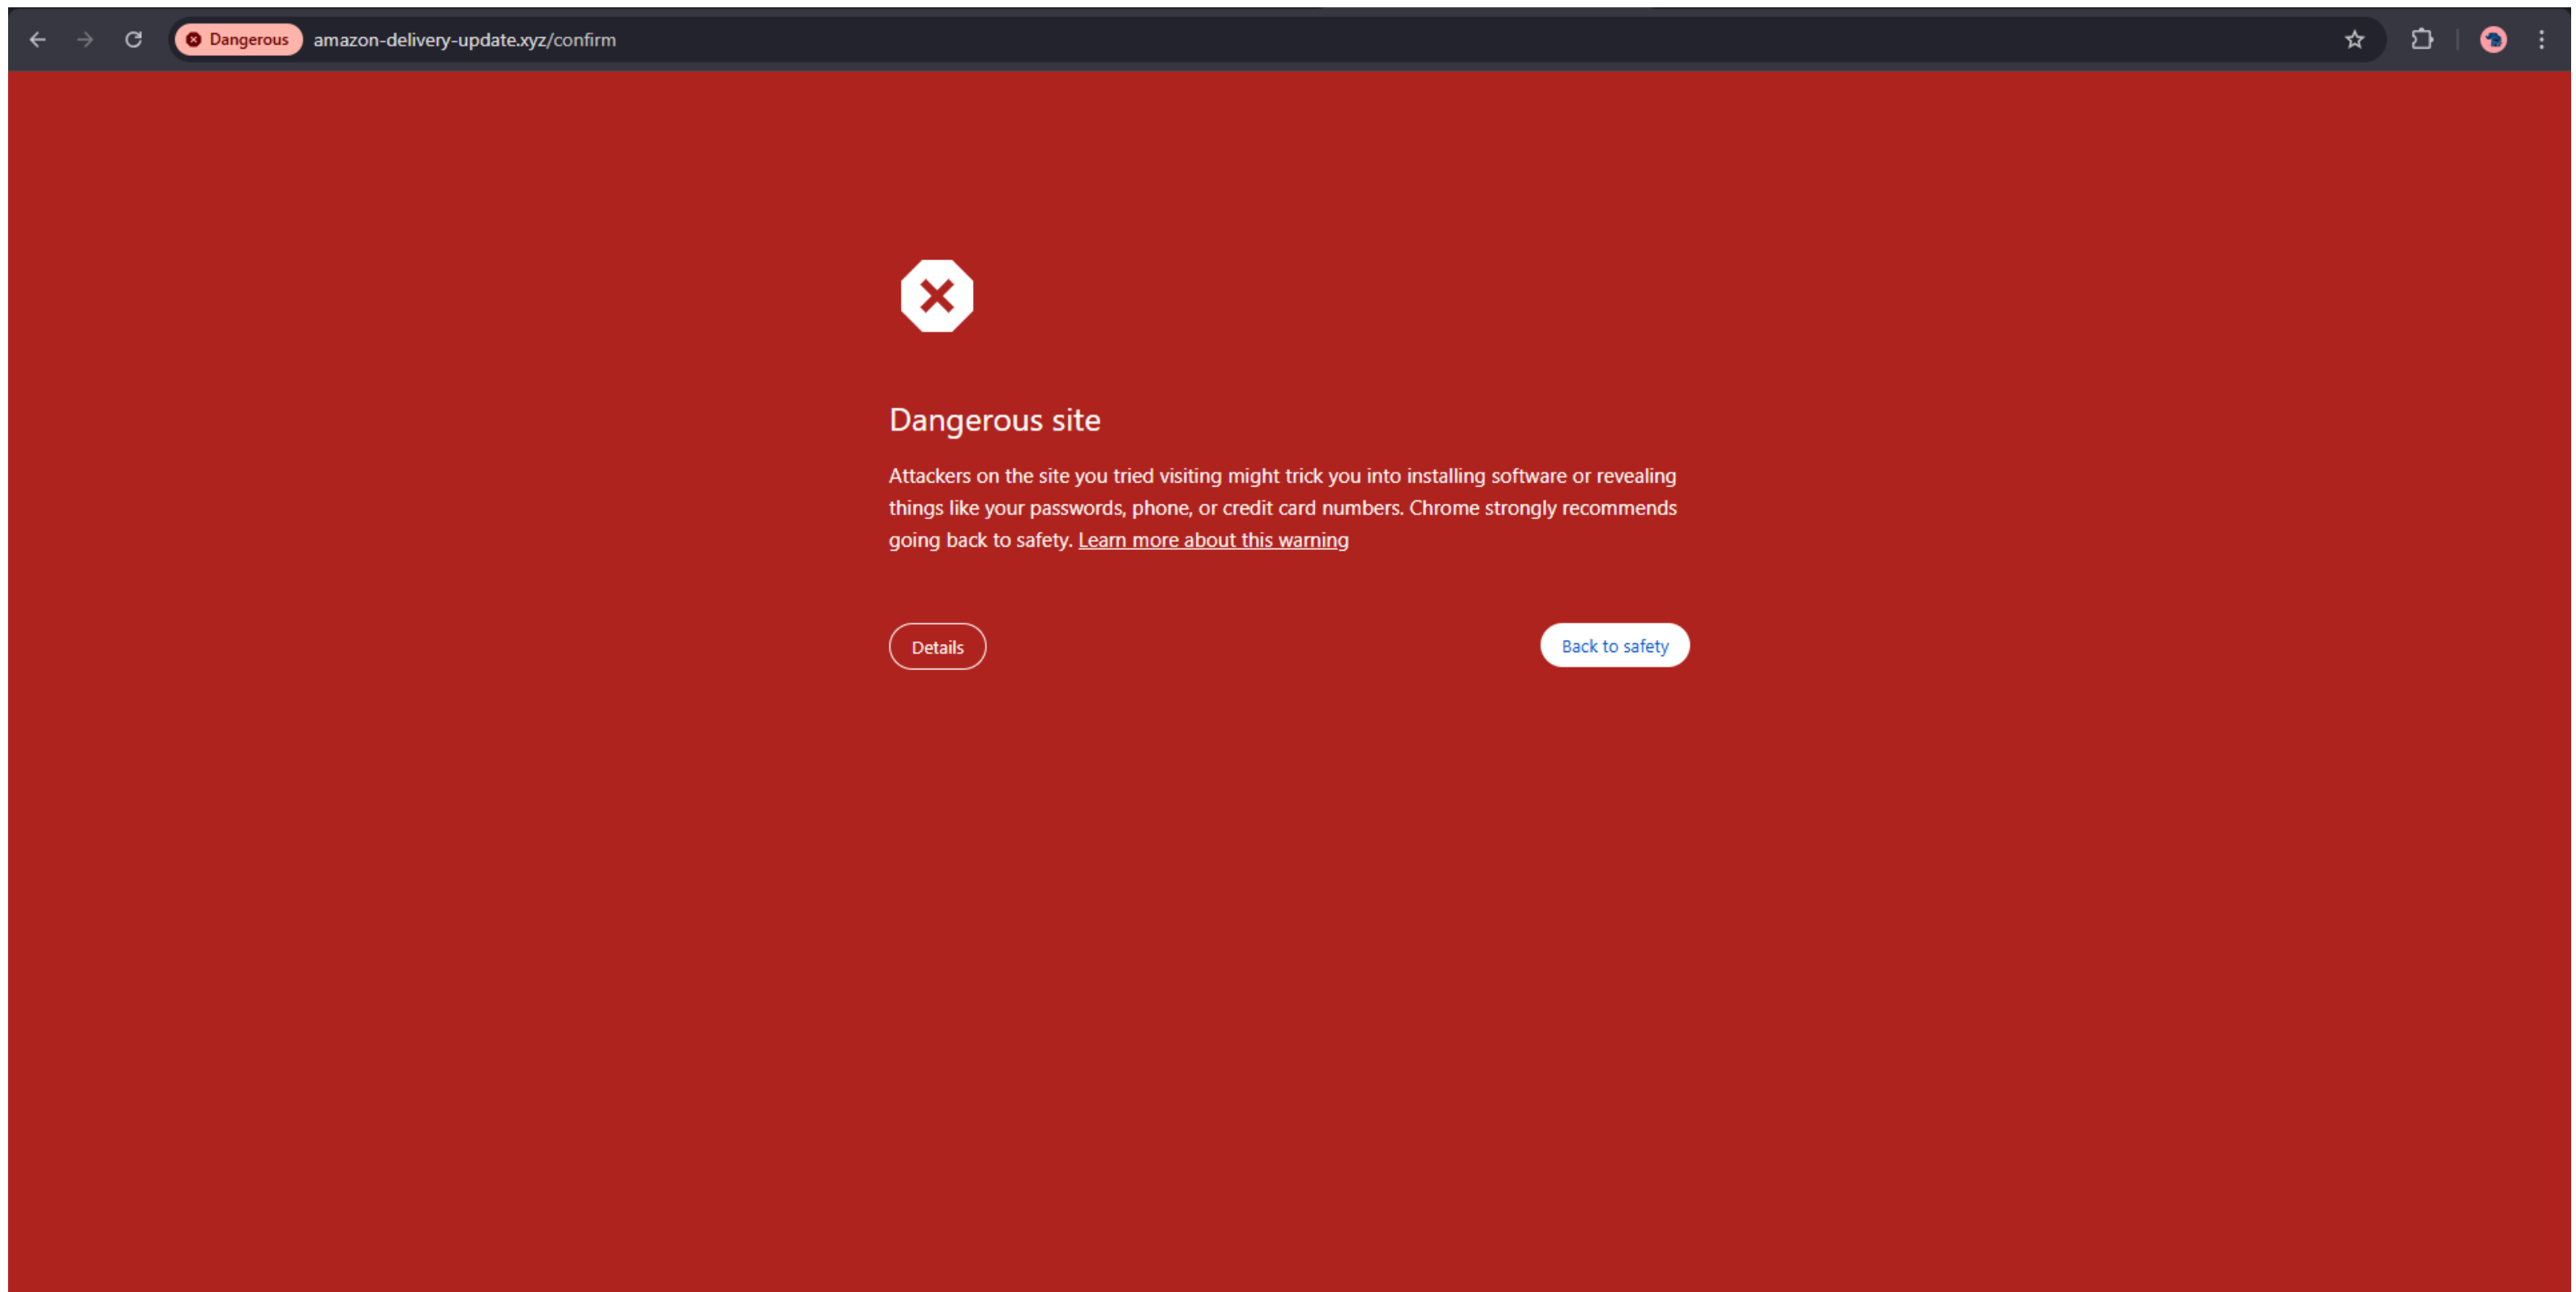 Dangerous amazon-delivery-update.xyz/confirm
Dangerous site
Attackers on the site you tried visiting might trick you into installing software or revealing
things like your passwords, phone, or credit card numbers. Chrome strongly recommends
going back to safety. Learn more about this warning
Details Back to safety